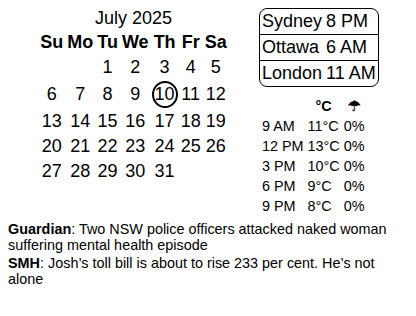 July 2025
Su Mo Tu We Th Fr Sa
1 2 3 4 5
6 7 8 9 10 11 12
13 14 15 16 17 18 19
20 21 22 23 24 25 26
27 28 29 30 31
Sydney 8 PM
Ottawa 6 AM
London 11 AM
°C ☂
9 AM 11°C 0%
12 PM 13°C 0%
3 PM 10°C 0%
6 PM 9°C 0%
9 PM 8°C 0%
Guardian: Two NSW police officers attacked naked woman
suffering mental health episode
SMH: Josh’s toll bill is about to rise 233 per cent. He’s not
alone